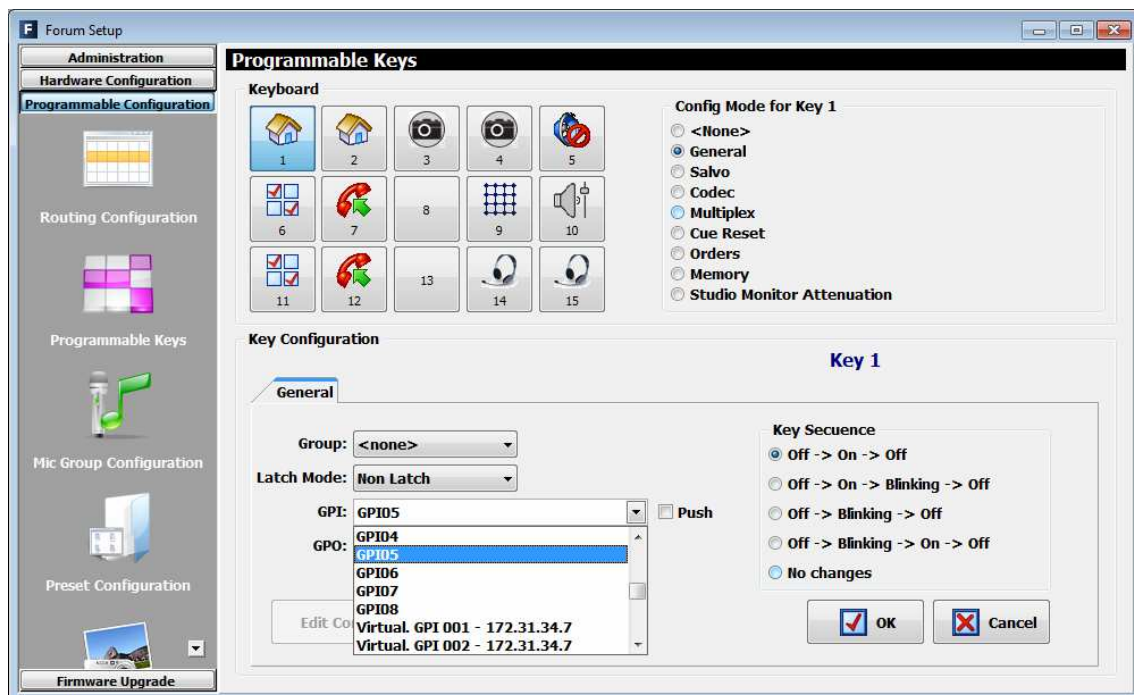 Forum Setup
Administration
Hardware Configuration
Programmable Configuration
Routing Configuration
Programmable Keys
Mic Group Configuration
Preset Configuration
Firmware Upgrade
Programmable Keys
Keyboard
1 2 3 4 5
6 7 8 9 10
11 12 13 14 15
Config Mode for Key 1
<None>
General
Salvo
Codec
Multiplex
Cue Reset
Orders
Memory
Studio Monitor Attenuation
Key Configuration
Key 1
General
Group: <none>
Latch Mode: Non Latch
GPI: GPI05 Push
GPO:
GPI04
GPI05
GPI06
GPI07
GPI08
Virtual. GPI 001 - 172.31.34.7
Virtual. GPI 002 - 172.31.34.7
Edit Co
Key Secuence
Off -> On -> Off
Off -> On -> Blinking -> Off
Off -> Blinking -> Off
Off -> Blinking -> On -> Off
No changes
OK
Cancel